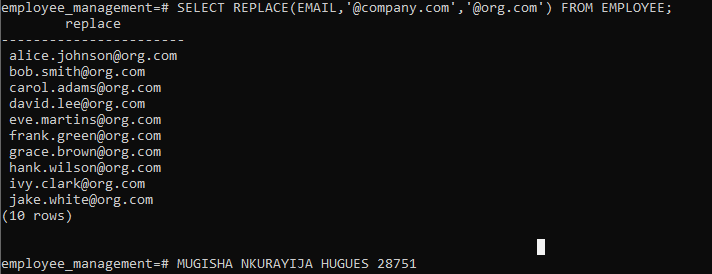 employee_management=# SELECT REPLACE(EMAIL,'@company.com','@org.com') FROM EMPLOYEE;
replace
-----------------------
alice.johnson@org.com
bob.smith@org.com
carol.adams@org.com
david.lee@org.com
eve.martins@org.com
frank.green@org.com
grace.brown@org.com
hank.wilson@org.com
ivy.clark@org.com
jake.white@org.com
(10 rows)
employee_management=# MUGISHA NKURAYIJA HUGUES 28751